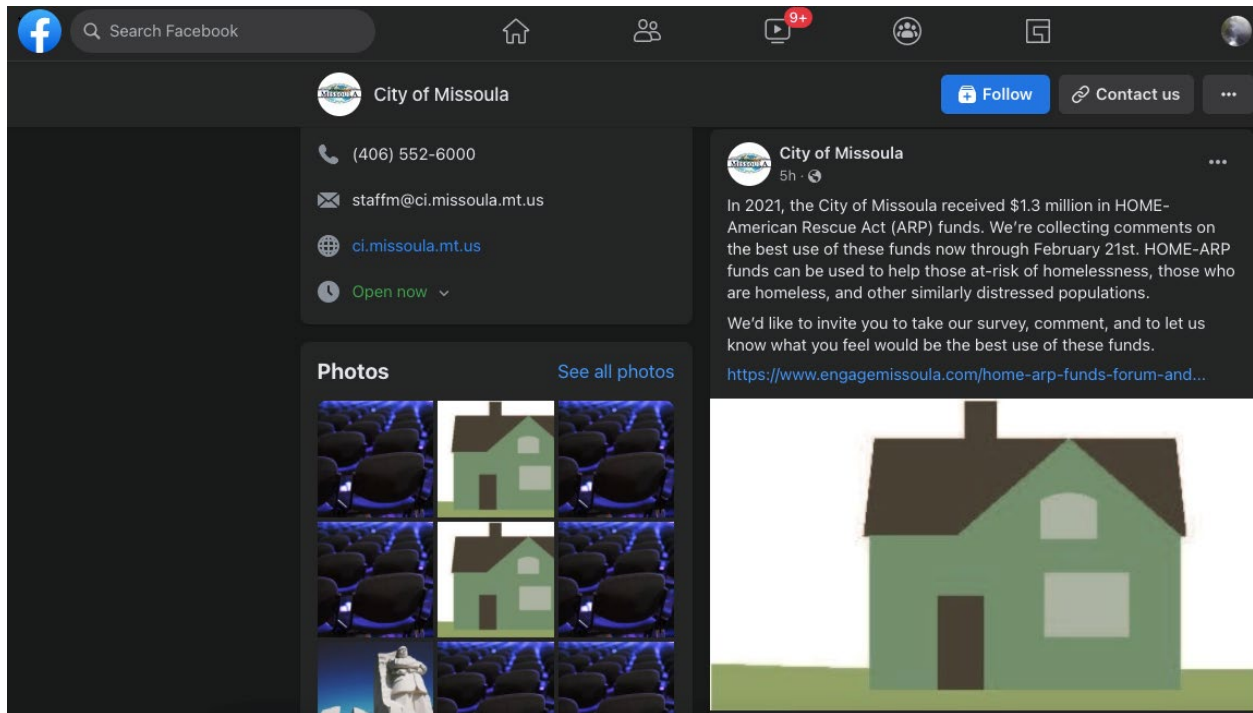 Search Facebook
9+
City of Missoula
Follow
Contact us
(406) 552-6000
staffm@ci.missoula.mt.us
ci.missoula.mt.us
Open now
Photos
See all photos
MISSOULA
City of Missoula
5h
In 2021, the City of Missoula received $1.3 million in HOME-
American Rescue Act (ARP) funds. We're collecting comments on
the best use of these funds now through February 21st. HOME-ARP
funds can be used to help those at-risk of homelessness, those who
are homeless, and other similarly distressed populations.
We'd like to invite you to take our survey, comment, and to let us
know what you feel would be the best use of these funds.
https://www.engagemissoula.com/home-arp-funds-forum-and...